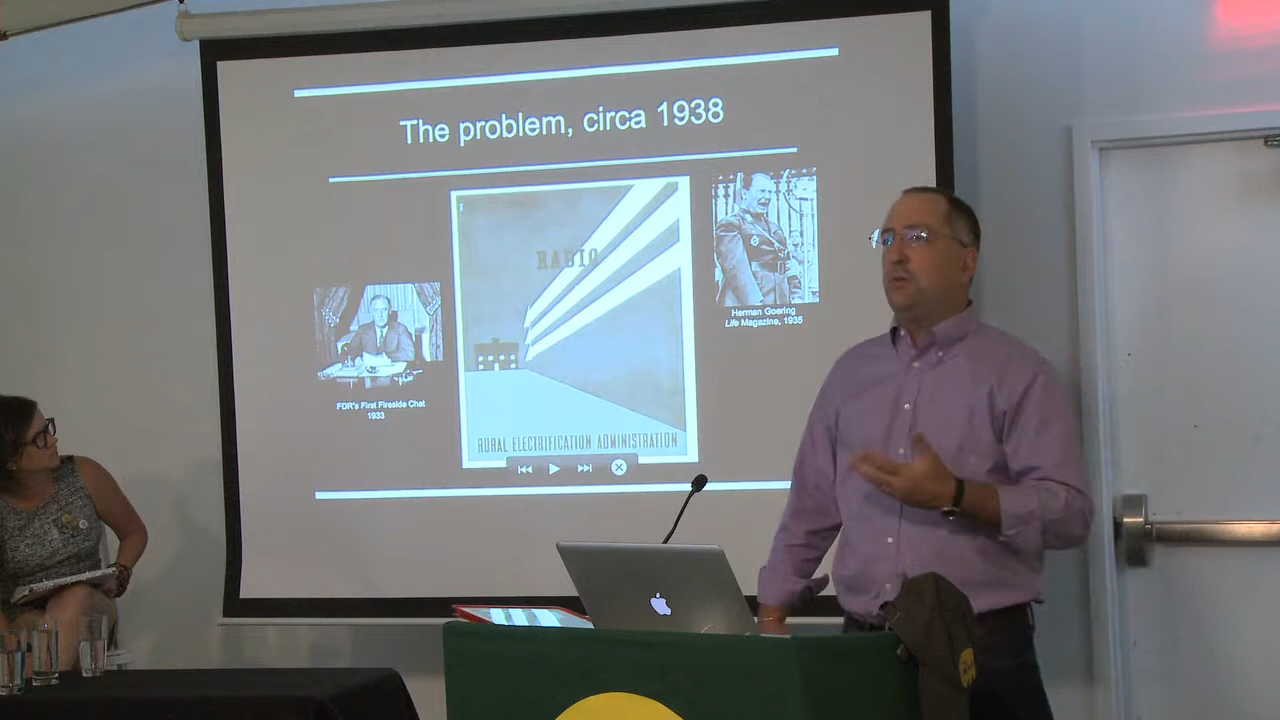 The problem, circa 1938
RADIO
FDR's First Fireside Chat
1933
Herman Goering
Life Magazine, 1935
RURAL ELECTRIFICATION ADMINISTRATION